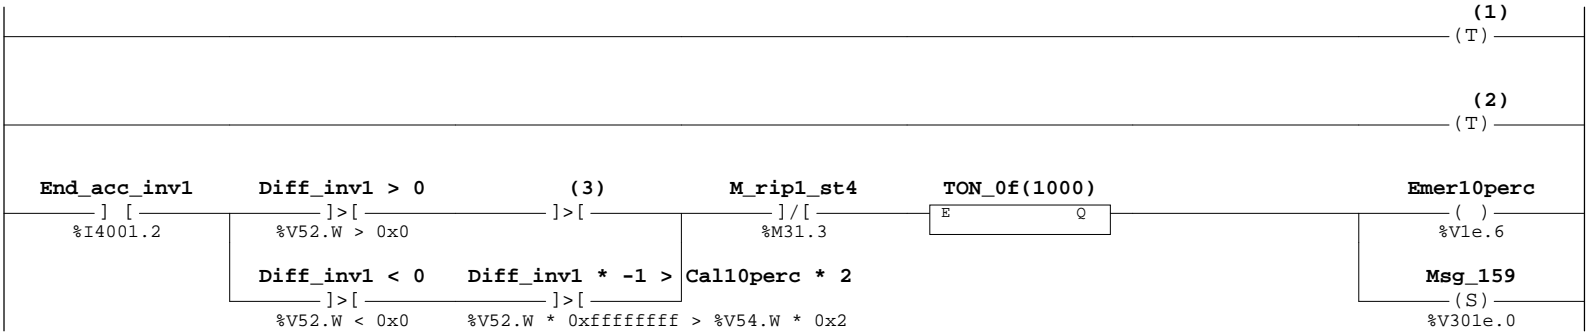 (1)
(T)
(2)
(T)
End_acc_inv1 Diff_inv1 > 0 (3) M_rip1_st4 TON_0f(1000) Emer10perc
] [ ]>[ ]>[ ]/[ E Q ( )
%I4001.2 %V52.W > 0x0 %M31.3 %V1e.6
Diff_inv1 < 0 Diff_inv1 * -1 > Cal10perc * 2 Msg_159
]>[ ]>[ (S)
%V52.W < 0x0 %V52.W * 0xffffffff > %V54.W * 0x2 %V301e.0